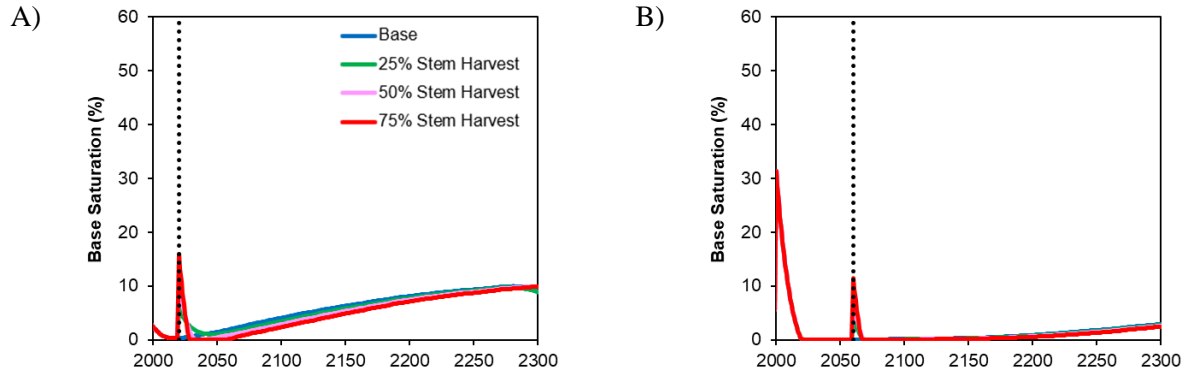 A)
Base Saturation (%)
60
50
40
30
20
10
0
Base
25% Stem Harvest
50% Stem Harvest
75% Stem Harvest
2000 2050 2100 2150 2200 2250 2300
B)
Base Saturation (%)
60
50
40
30
20
10
0
2000 2050 2100 2150 2200 2250 2300